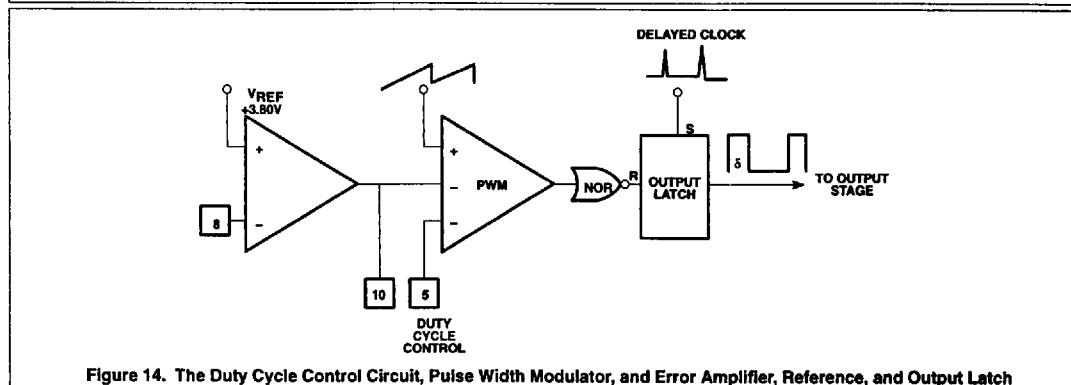 DELAYED CLOCK
VREF
+3.80V
+
+
S
δ
PWM
NOR
R
OUTPUT
LATCH
TO OUTPUT
STAGE
−
8
−
−
10
5
DUTY
CYCLE
CONTROL
Figure 14. The Duty Cycle Control Circuit, Pulse Width Modulator, and Error Amplifier, Reference, and Output Latch